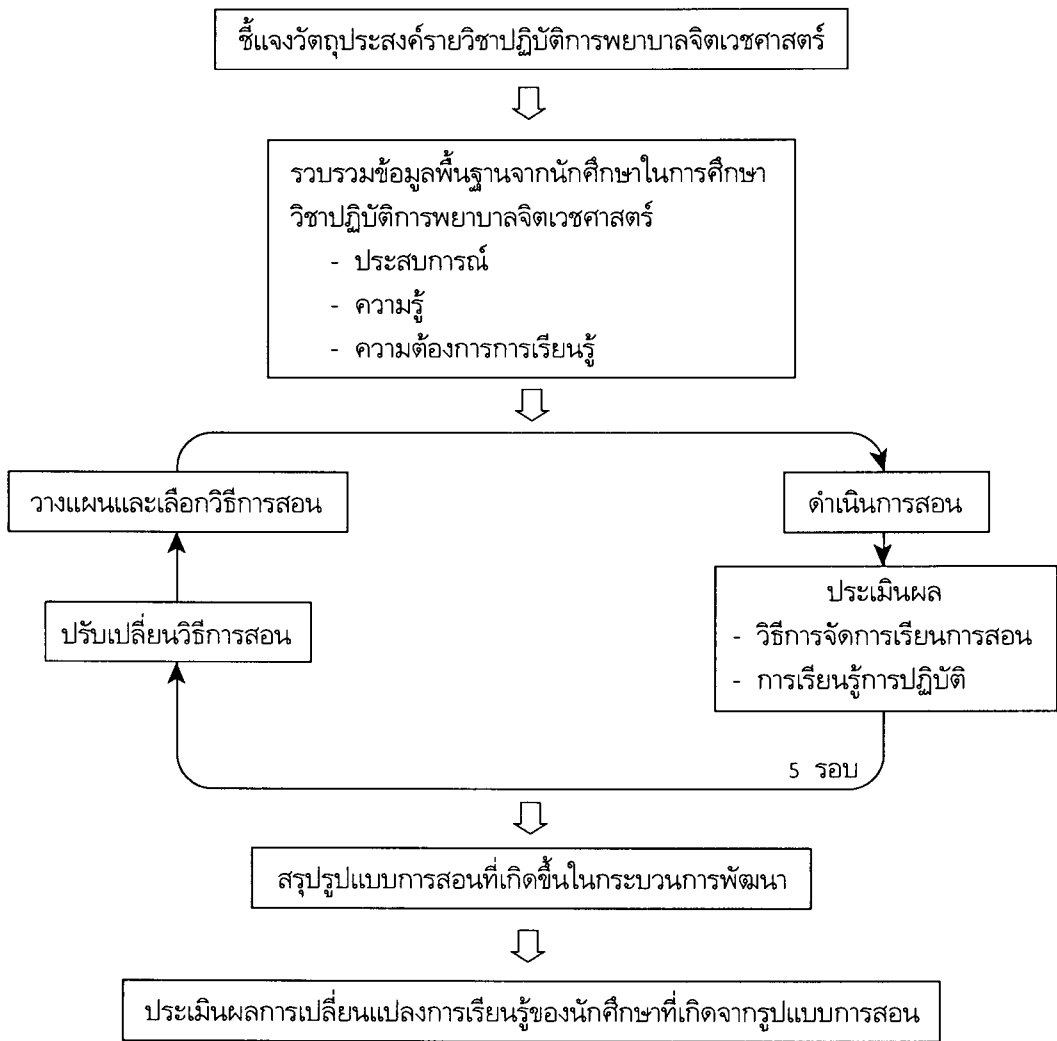 ชี้แจงวัตถุประสงค์รายวิชาปฏิบัติการพยาบาลจิตเวชศาสตร์
รวบรวมข้อมูลพื้นฐานจากนักศึกษาในการศึกษา
วิชาปฏิบัติการพยาบาลจิตเวชศาสตร์
- ประสบการณ์
- ความรู้
- ความต้องการการเรียนรู้
วางแผนและเลือกวิธีการสอน
ดำเนินการสอน
ประเมินผล
- วิธีการจัดการเรียนการสอน
- การเรียนรู้การปฏิบัติ
ปรับเปลี่ยนวิธีการสอน
5 รอบ
สรุปรูปแบบการสอนที่เกิดขึ้นในกระบวนการพัฒนา
ประเมินผลการเปลี่ยนแปลงการเรียนรู้ของนักศึกษาที่เกิดจากรูปแบบการสอน